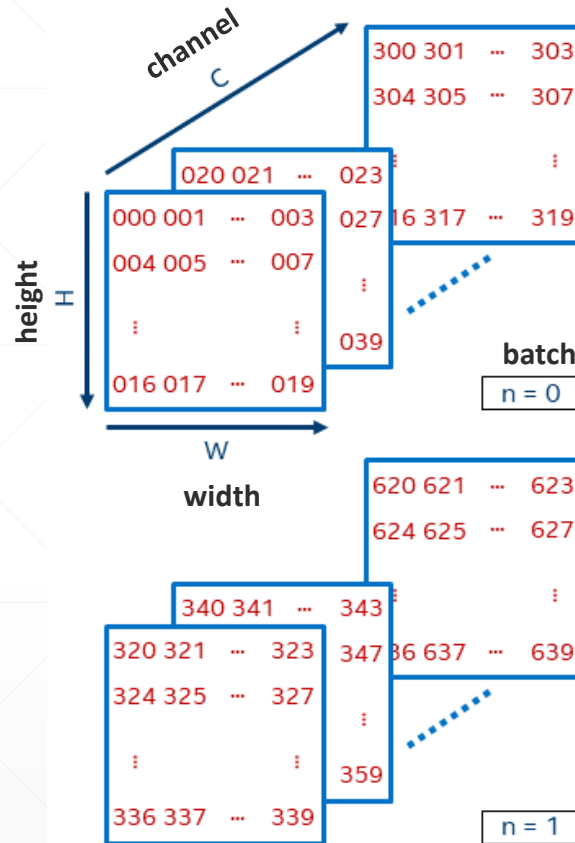 channel
C
300 301 ... 303
304 305 ... 307
⋮ ⋮
16 317 ... 319
020 021 ... 023
027
⋮
039
000 001 ... 003
004 005 ... 007
⋮ ⋮
016 017 ... 019
height
H
W
width
batch
n = 0
620 621 ... 623
624 625 ... 627
⋮ ⋮
36 637 ... 639
340 341 ... 343
347
⋮
359
320 321 ... 323
324 325 ... 327
⋮ ⋮
336 337 ... 339
n = 1